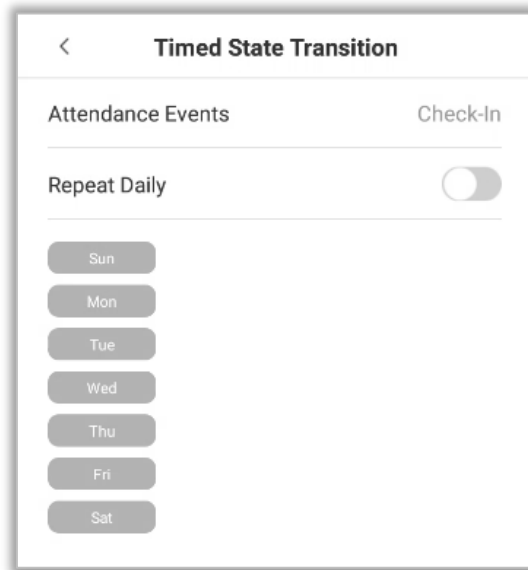 Timed State Transition
Attendance Events Check-In
Repeat Daily
Sun
Mon
Tue
Wed
Thu
Fri
Sat